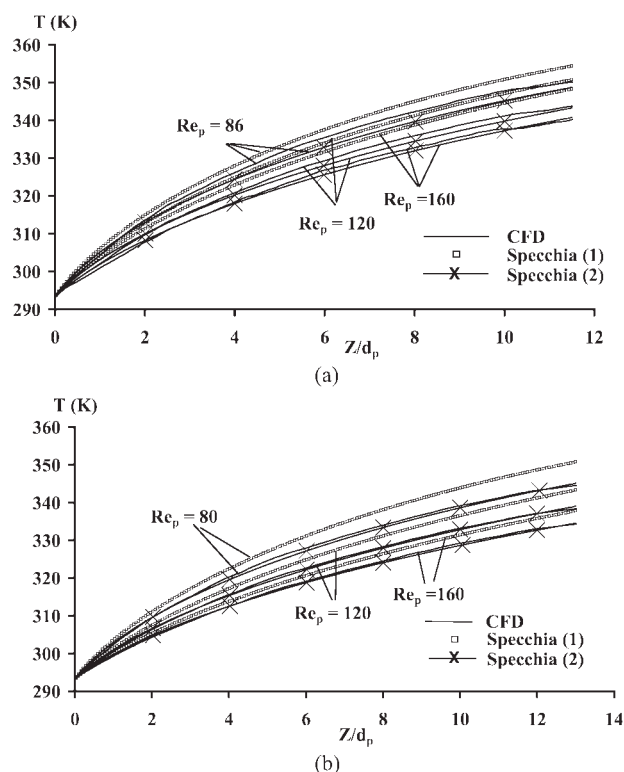 T (K)
360
350
340
330
320
310
300
290
Re_p = 86
Re_p = 120
Re_p =160
CFD
Specchia (1)
Specchia (2)
0 2 4 6 8 10 12
Z/d_p
(a)
T (K)
360
350
340
330
320
310
300
290
Re_p = 80
Re_p = 120
Re_p =160
CFD
Specchia (1)
Specchia (2)
0 2 4 6 8 10 12 14
Z/d_p
(b)